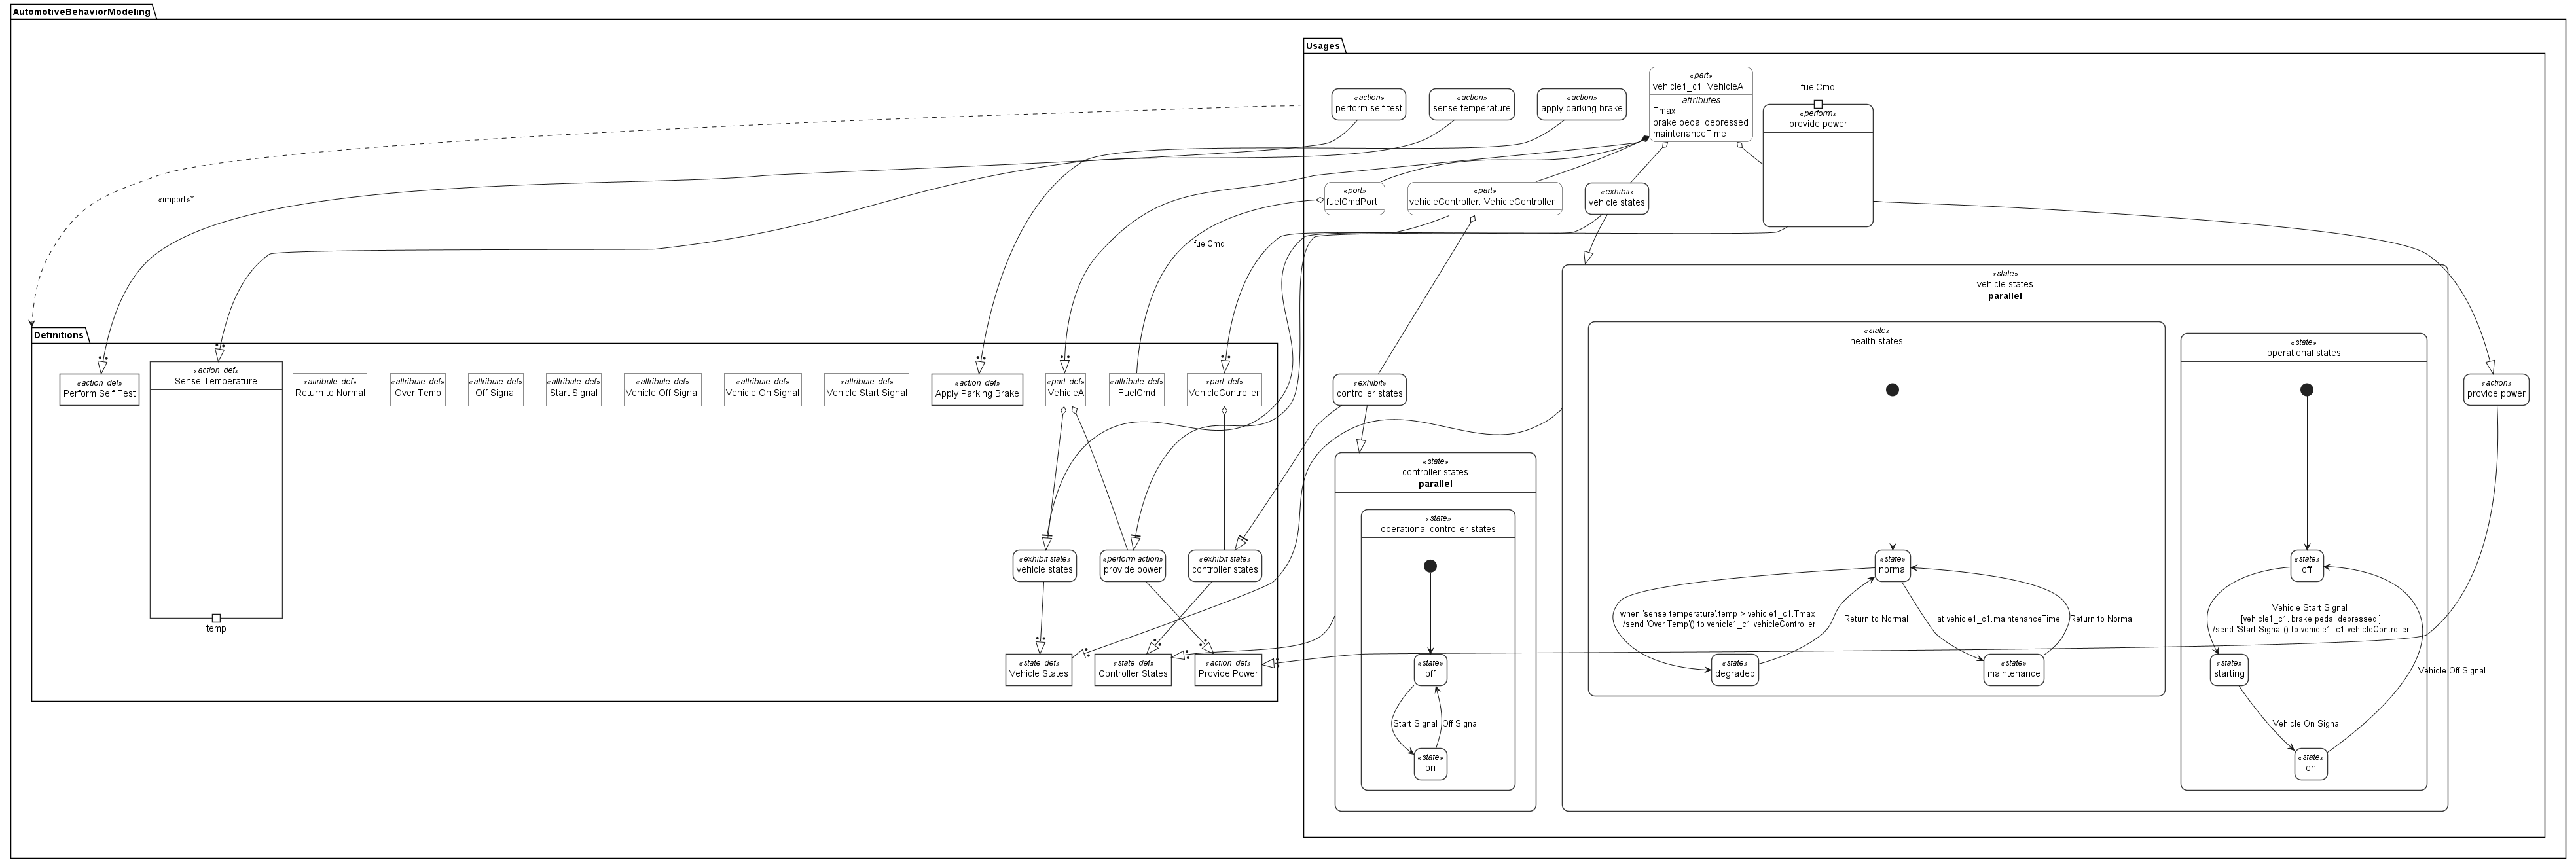 AutomotiveBehaviorModeling
Usages
«part»
vehicle1_c1: VehicleA
attributes
Tmax
brake pedal depressed
maintenanceTime
fuelCmd
«action»
perform self test
«action»
sense temperature
«action»
apply parking brake
«perform»
provide power
«import»*
«port»
fuelCmdPort
«part»
vehicleController: VehicleController
«exhibit»
vehicle states
fuelCmd
«state»
vehicle states
parallel
Definitions
«state»
health states
«state»
operational states
«action def»
Perform Self Test
«action def»
Sense Temperature
«attribute def»
Return to Normal
«attribute def»
Over Temp
«attribute def»
Off Signal
«attribute def»
Start Signal
«attribute def»
Vehicle Off Signal
«attribute def»
Vehicle On Signal
«attribute def»
Vehicle Start Signal
«action def»
Apply Parking Brake
«part def»
VehicleA
«attribute def»
FuelCmd
«part def»
VehicleController
«exhibit»
controller states
«action»
provide power
«state»
controller states
parallel
«state»
operational controller states
«exhibit state»
vehicle states
«perform action»
provide power
«exhibit state»
controller states
«state»
normal
«state»
off
when 'sense temperature'.temp > vehicle1_c1.Tmax
/send 'Over Temp'() to vehicle1_c1.vehicleController
Return to Normal
at vehicle1_c1.maintenanceTime
Return to Normal
Vehicle Start Signal
[vehicle1_c1.'brake pedal depressed']
/send 'Start Signal'() to vehicle1_c1.vehicleController
temp
«state def»
Vehicle States
«state def»
Controller States
«action def»
Provide Power
«state»
off
«state»
degraded
«state»
maintenance
«state»
starting
Vehicle Off Signal
Start Signal
Off Signal
Vehicle On Signal
«state»
on
«state»
on